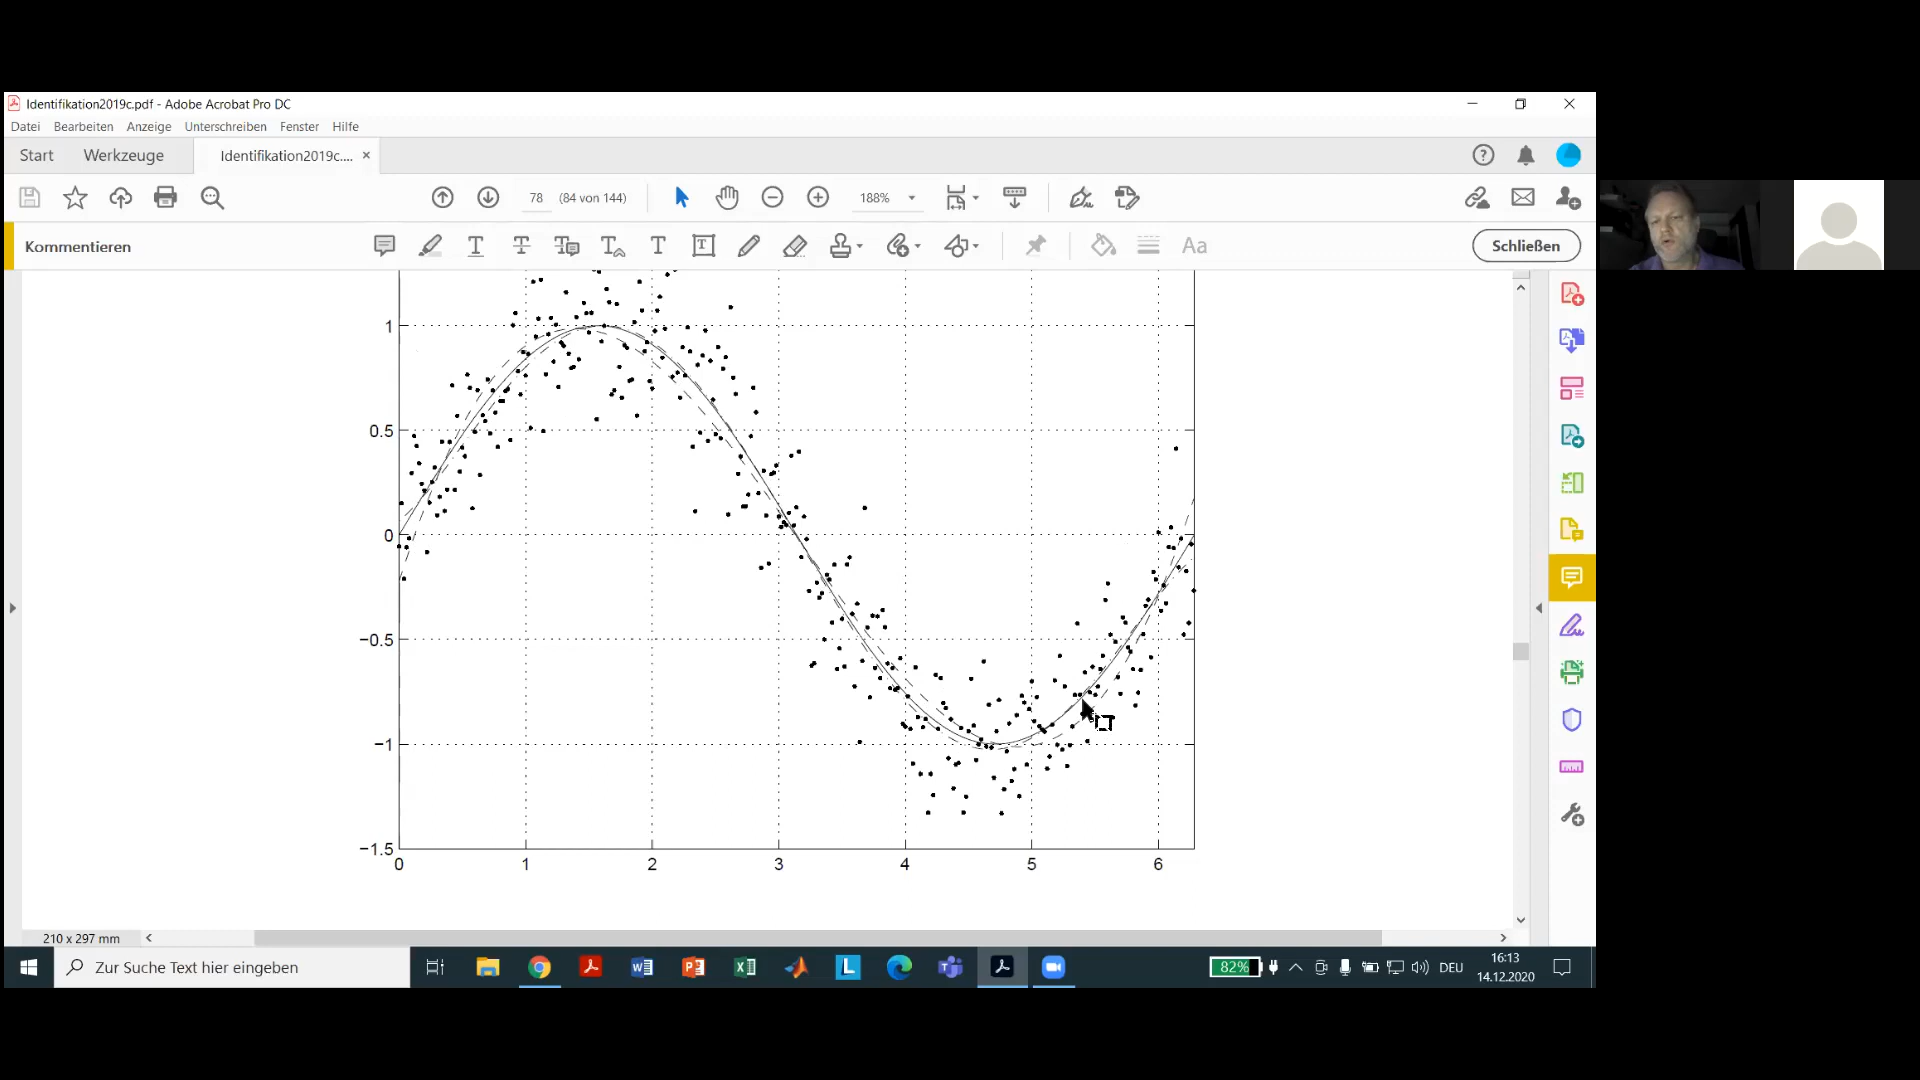 Identifikation2019c.pdf - Adobe Acrobat Pro DC
Datei Bearbeiten Anzeige Unterschreiben Fenster Hilfe
Start Werkzeuge Identifikation2019c.... ×
78 (84 von 144) 188%
Kommentieren Aa Schließen
1
0.5
0
−0.5
−1
−1.5
0 1 2 3 4 5 6
210 x 297 mm
Zur Suche Text hier eingeben 82% DEU 16:13
14.12.2020